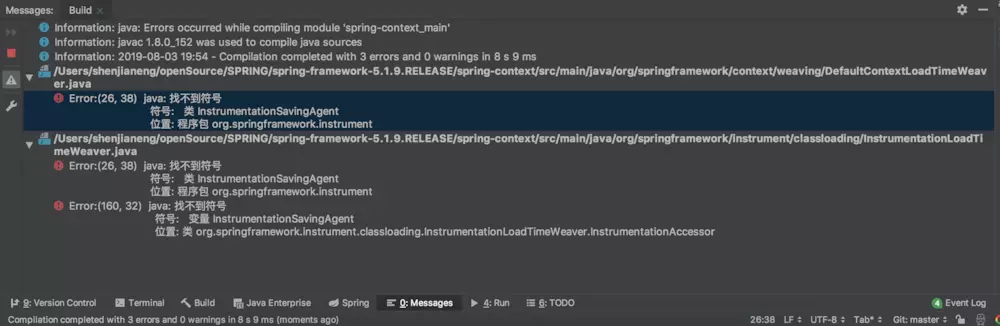 Messages: Build ×
Information: java: Errors occurred while compiling module 'spring-context_main'
Information: javac 1.8.0_152 was used to compile java sources
Information: 2019-08-03 19:54 - Compilation completed with 3 errors and 0 warnings in 8 s 9 ms
/Users/shenjianeng/openSource/SPRING/spring-framework-5.1.9.RELEASE/spring-context/src/main/java/org/springframework/context/weaving/DefaultContextLoadTimeWea
ver.java
Error:(26, 38) java: 找不到符号
符号: 类 InstrumentationSavingAgent
位置: 程序包 org.springframework.instrument
/Users/shenjianeng/openSource/SPRING/spring-framework-5.1.9.RELEASE/spring-context/src/main/java/org/springframework/instrument/classloading/InstrumentationLoadTi
meWeaver.java
Error:(26, 38) java: 找不到符号
符号: 类 InstrumentationSavingAgent
位置: 程序包 org.springframework.instrument
Error:(160, 32) java: 找不到符号
符号: 变量 InstrumentationSavingAgent
位置: 类 org.springframework.instrument.classloading.InstrumentationLoadTimeWeaver.InstrumentationAccessor
9: Version Control Terminal Build Java Enterprise Spring 0: Messages 4: Run 6: TODO 4 Event Log
Compilation completed with 3 errors and 0 warnings in 8 s 9 ms (moments ago) 26:38 LF UTF-8 Tab* Git: master